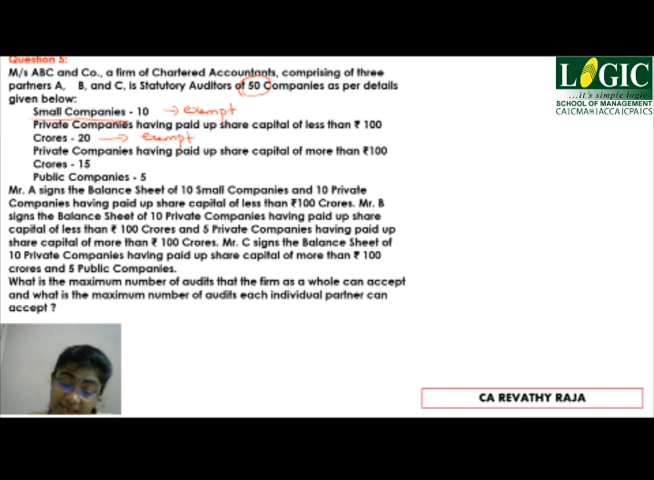 Question 5:
M/s ABC and Co., a firm of Chartered Accountants, comprising of three
partners A, B, and C, is Statutory Auditors of 50 Companies as per details
given below:
Small Companies - 10 → exempt
Private Companies having paid up share capital of less than ₹ 100
Crores - 20 → exempt
Private Companies having paid up share capital of more than ₹100
Crores - 15
Public Companies - 5
Mr. A signs the Balance Sheet of 10 Small Companies and 10 Private
Companies having paid up share capital of less than ₹100 Crores. Mr. B
signs the Balance Sheet of 10 Private Companies having paid up share
capital of less than ₹ 100 Crores and 5 Private Companies having paid up
share capital of more than ₹ 100 Crores. Mr. C signs the Balance Sheet of
10 Private Companies having paid up share capital of more than ₹ 100
crores and 5 Public Companies.
What is the maximum number of audits that the firm as a whole can accept
and what is the maximum number of audits each individual partner can
accept ?
LOGIC
...it's simple logic
SCHOOL OF MANAGEMENT
CA|CMA|ACCA|CPA|CS
CA REVATHY RAJA